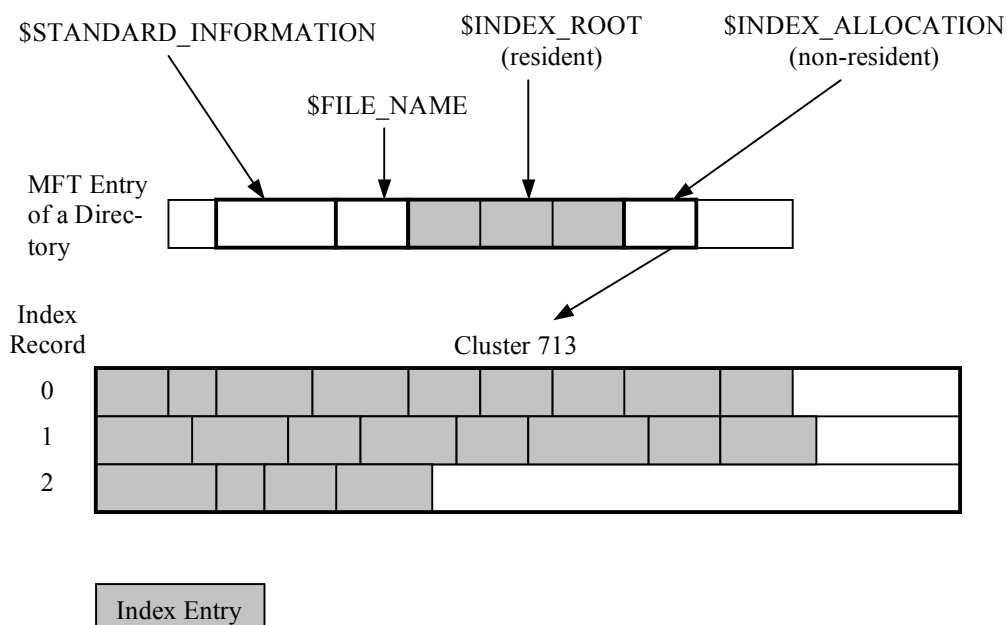 $STANDARD_INFORMATION
$INDEX_ROOT
(resident)
$INDEX_ALLOCATION
(non-resident)
$FILE_NAME
MFT Entry
of a Direc-
tory
Index
Record
Cluster 713
0
1
2
Index Entry